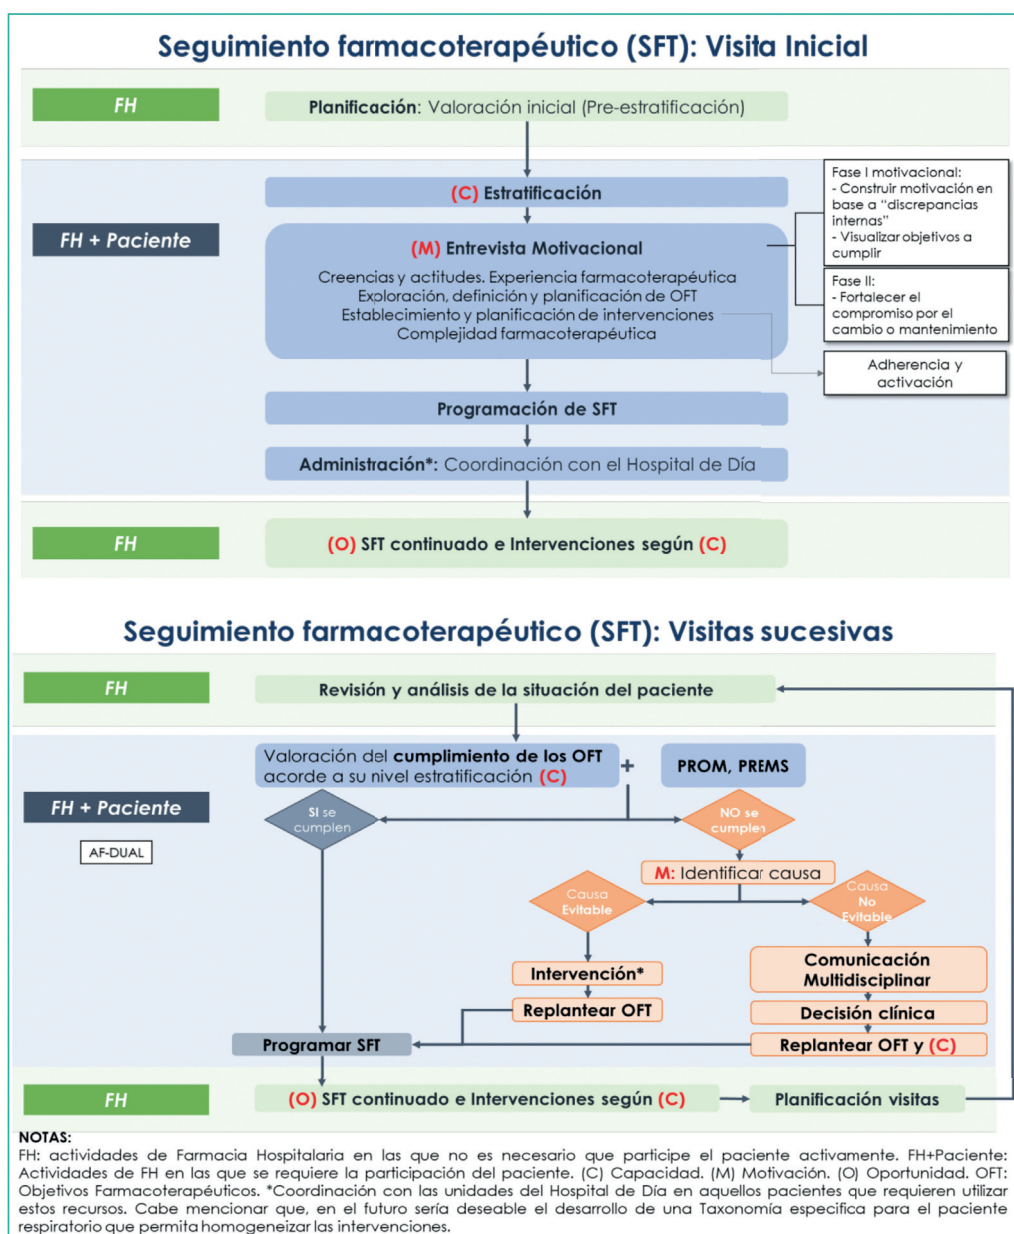 Seguimiento farmacoterapéutico (SFT): Visita Inicial
FH
Planificación: Valoración inicial (Pre-estratificación)
FH + Paciente
(C) Estratificación
(M) Entrevista Motivacional
Creencias y actitudes. Experiencia farmacoterapéutica
Exploración, definición y planificación de OFT
Establecimiento y planificación de intervenciones
Complejidad farmacoterapéutica
Fase I motivacional:
- Construir motivación en
base a “discrepancias
internas”
- Visualizar objetivos a
cumplir
Fase II:
- Fortalecer el
compromiso por el
cambio o mantenimiento
Adherencia y
activación
Programación de SFT
Administración*: Coordinación con el Hospital de Día
FH
(O) SFT continuado e Intervenciones según (C)
Seguimiento farmacoterapéutico (SFT): Visitas sucesivas
FH
Revisión y análisis de la situación del paciente
FH + Paciente
AF-DUAL
Valoración del cumplimiento de los OFT
acorde a su nivel estratificación (C)
+
PROM, PREMS
SI se
cumplen
NO se
cumplen
M: Identificar causa
Causa
Evitable
Causa
No
Evitable
Intervención*
Replantear OFT
Comunicación
Multidisciplinar
Decisión clínica
Replantear OFT y (C)
Programar SFT
FH
(O) SFT continuado e Intervenciones según (C)
Planificación visitas
NOTAS:
FH: actividades de Farmacia Hospitalaria en las que no es necesario que participe el paciente activamente. FH+Paciente:
Actividades de FH en las que se requiere la participación del paciente. (C) Capacidad. (M) Motivación. (O) Oportunidad. OFT:
Objetivos Farmacoterapéuticos. *Coordinación con las unidades del Hospital de Día en aquellos pacientes que requieren utilizar
estos recursos. Cabe mencionar que, en el futuro sería deseable el desarrollo de una Taxonomía especifica para el paciente
respiratorio que permita homogeneizar las intervenciones.